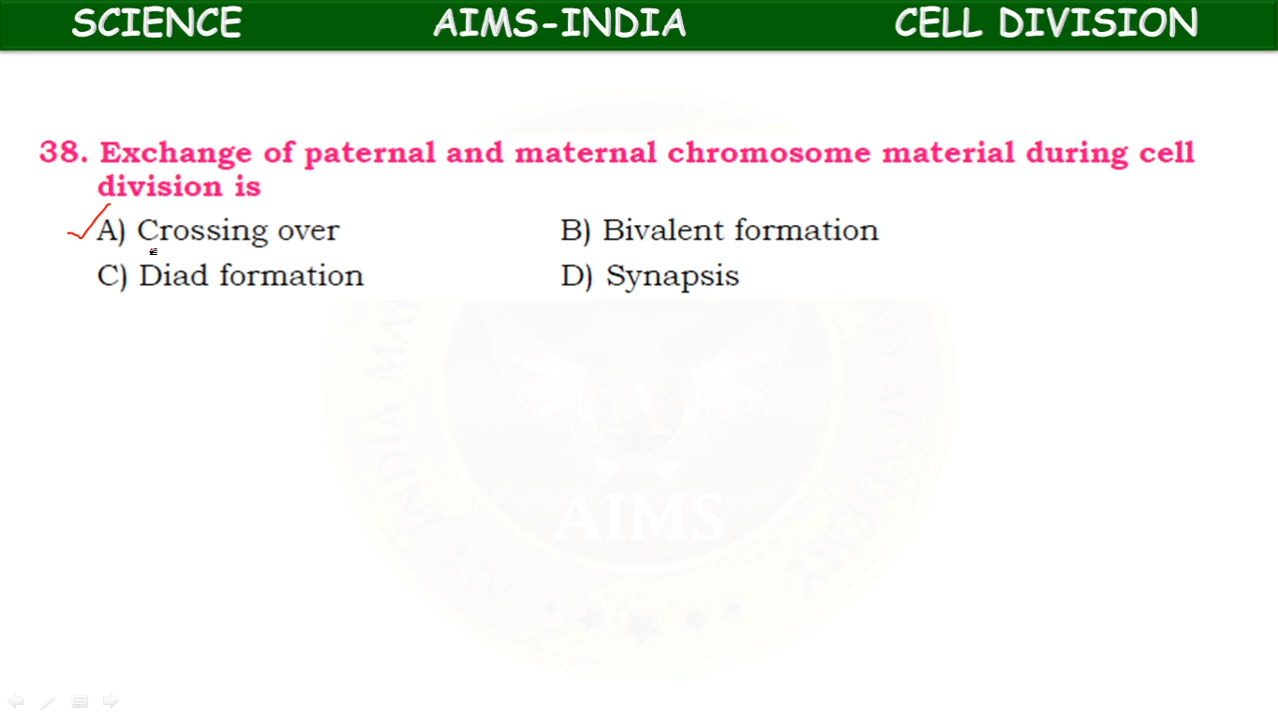 SCIENCE AIMS-INDIA CELL DIVISION
38. Exchange of paternal and maternal chromosome material during cell
division is
A) Crossing over B) Bivalent formation
C) Diad formation D) Synapsis
AIMS